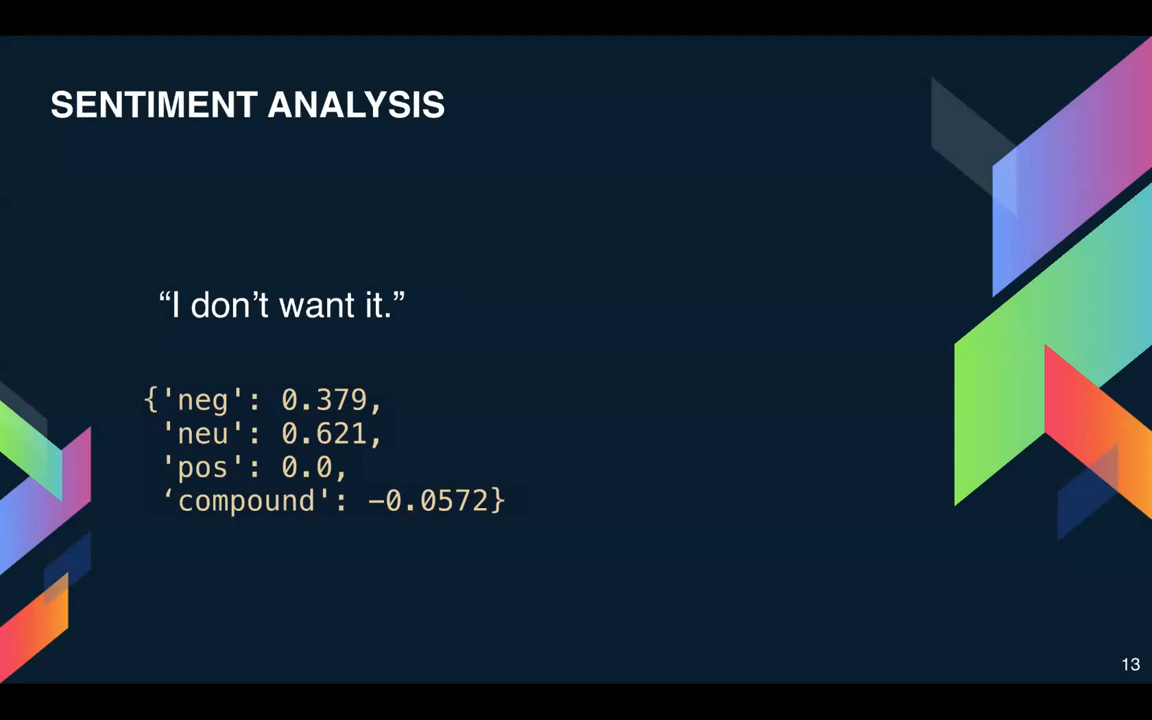 SENTIMENT ANALYSIS
“I don’t want it.”
{'neg': 0.379,
'neu': 0.621,
'pos': 0.0,
‘compound': -0.0572}
13